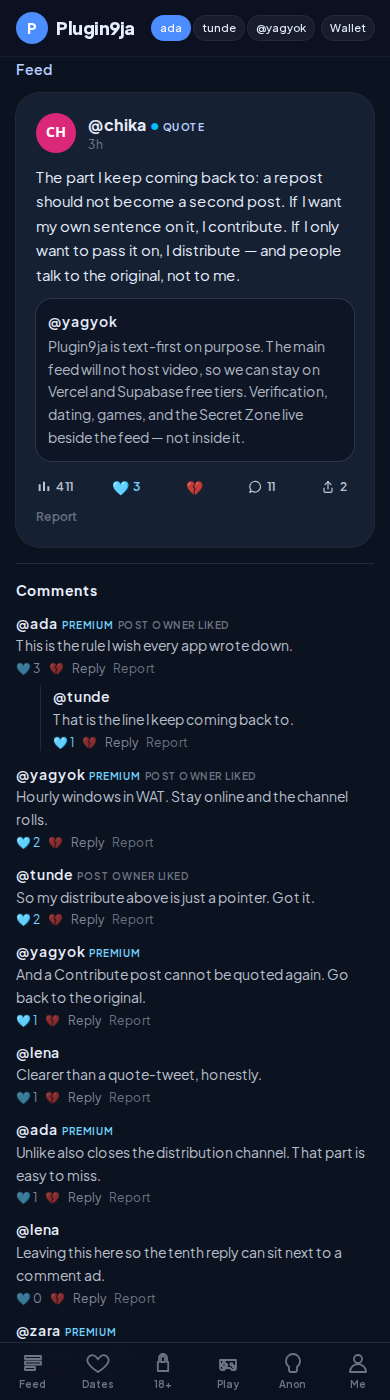 P Plugin9ja ada tunde @yagyok Wallet
Feed
CH @chika QUOTE
3h
The part I keep coming back to: a repost
should not become a second post. If I want
my own sentence on it, I contribute. If I only
want to pass it on, I distribute — and people
talk to the original, not to me.
@yagyok
Plugin9ja is text-first on purpose. The main
feed will not host video, so we can stay on
Vercel and Supabase free tiers. Verification,
dating, games, and the Secret Zone live
beside the feed — not inside it.
411 🩵 3 💔 11 2
Report
Comments
@ada PREMIUM POST OWNER LIKED
This is the rule I wish every app wrote down.
🩵 3 💔 Reply Report
@tunde
That is the line I keep coming back to.
🩵 1 💔 Reply Report
@yagyok PREMIUM POST OWNER LIKED
Hourly windows in WAT. Stay online and the channel
rolls.
🩵 2 💔 Reply Report
@tunde POST OWNER LIKED
So my distribute above is just a pointer. Got it.
🩵 2 💔 Reply Report
@yagyok PREMIUM
And a Contribute post cannot be quoted again. Go
back to the original.
🩵 1 💔 Reply Report
@lena
Clearer than a quote-tweet, honestly.
🩵 1 💔 Reply Report
@ada PREMIUM
Unlike also closes the distribution channel. That part is
easy to miss.
🩵 1 💔 Reply Report
@lena
Leaving this here so the tenth reply can sit next to a
comment ad.
🩵 0 💔 Reply Report
@zara PREMIUM
Feed Dates 18+ Play Anon Me